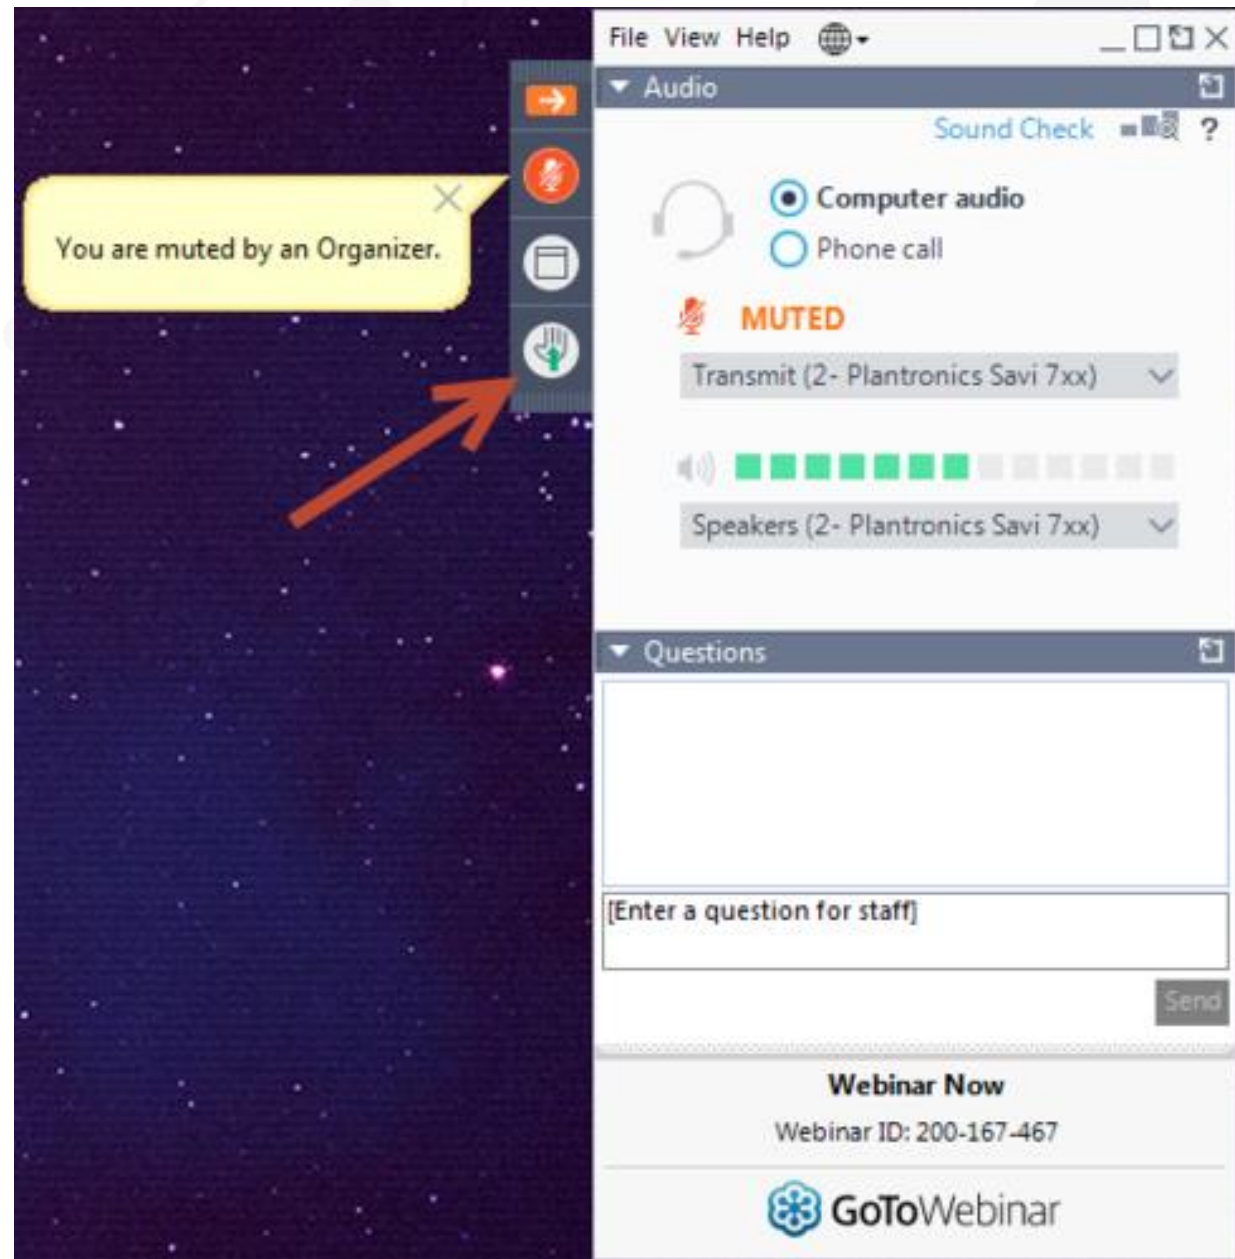 File View Help
Audio
Sound Check ?
Computer audio
You are muted by an Organizer.
Phone call
MUTED
Transmit (2- Plantronics Savi 7xx)
Speakers (2- Plantronics Savi 7xx)
Questions
[Enter a question for staff]
Send
Webinar Now
Webinar ID: 200-167-467
GoToWebinar